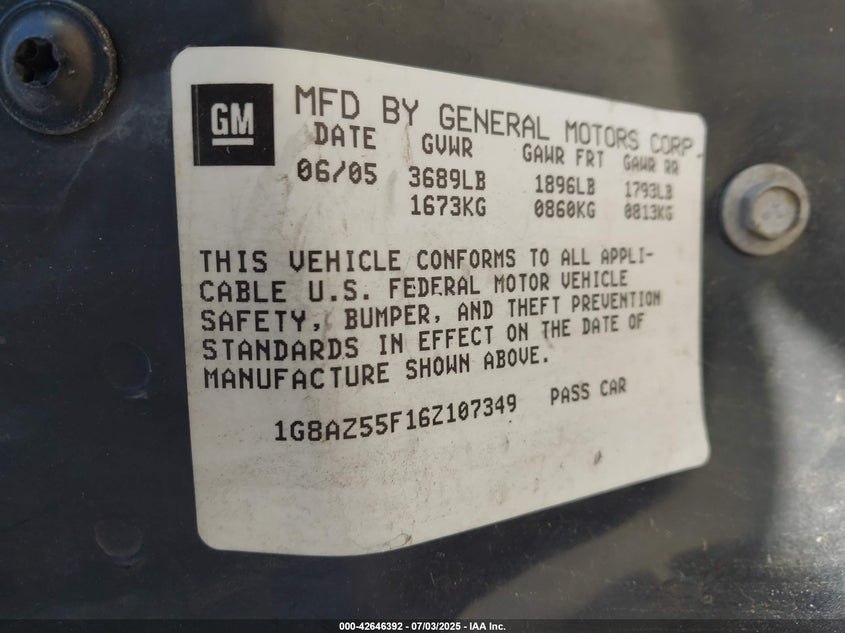 GM
MFD BY GENERAL MOTORS CORP
DATE GVWR GAWR FRT GAWR RR
06/05 3689LB 1896LB 1793LB
1673KG 0860KG 0813KG
THIS VEHICLE CONFORMS TO ALL APPLI-
CABLE U.S. FEDERAL MOTOR VEHICLE
SAFETY, BUMPER, AND THEFT PREVENTION
STANDARDS IN EFFECT ON THE DATE OF
MANUFACTURE SHOWN ABOVE.
1G8AZ55F16Z107349 PASS CAR
000-42646392 - 07/03/2025 - IAA Inc.